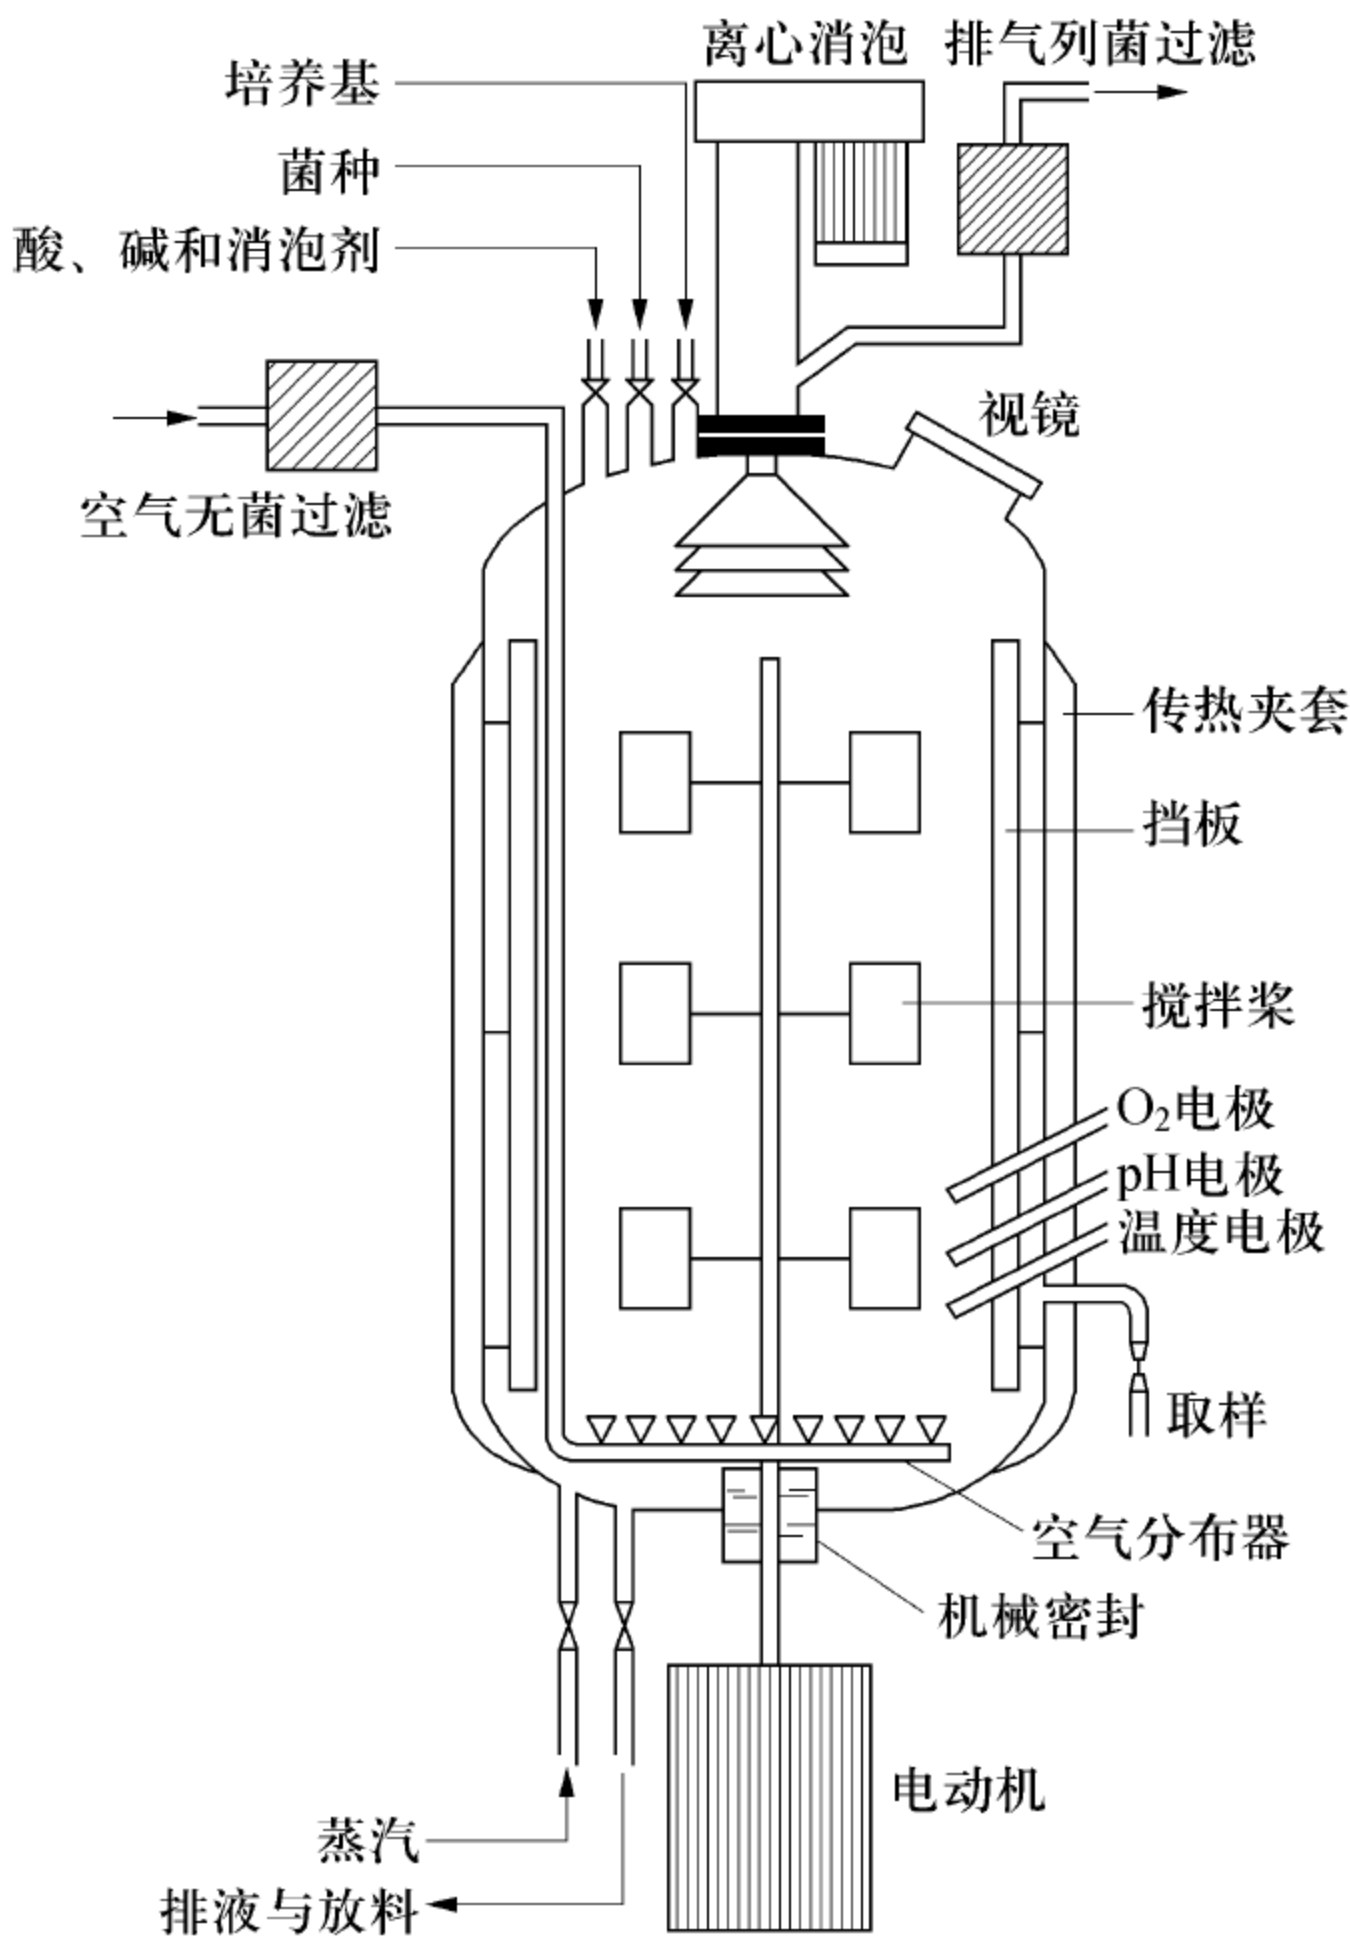 离心消泡
排气列菌过滤
培养基
菌种
酸、碱和消泡剂
视镜
空气无菌过滤
传热夹套
挡板
搅拌桨
O₂电极
pH电极
温度电极
取样
空气分布器
机械密封
电动机
蒸汽
排液与放料